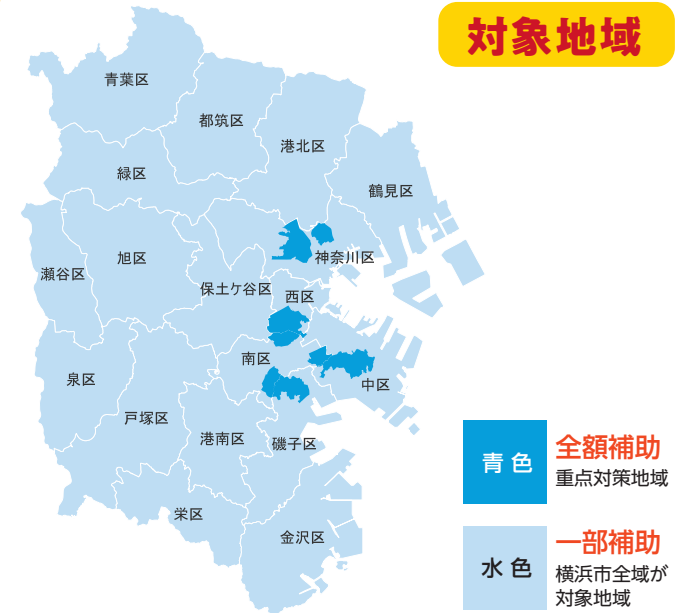 対象地域
青葉区
都筑区
港北区
緑区
鶴見区
旭区
神奈川区
瀬谷区
保土ケ谷区
西区
南区
泉区
中区
戸塚区
港南区
磯子区
栄区
金沢区
青色
全額補助
重点対策地域
水色
一部補助
横浜市全域が
対象地域